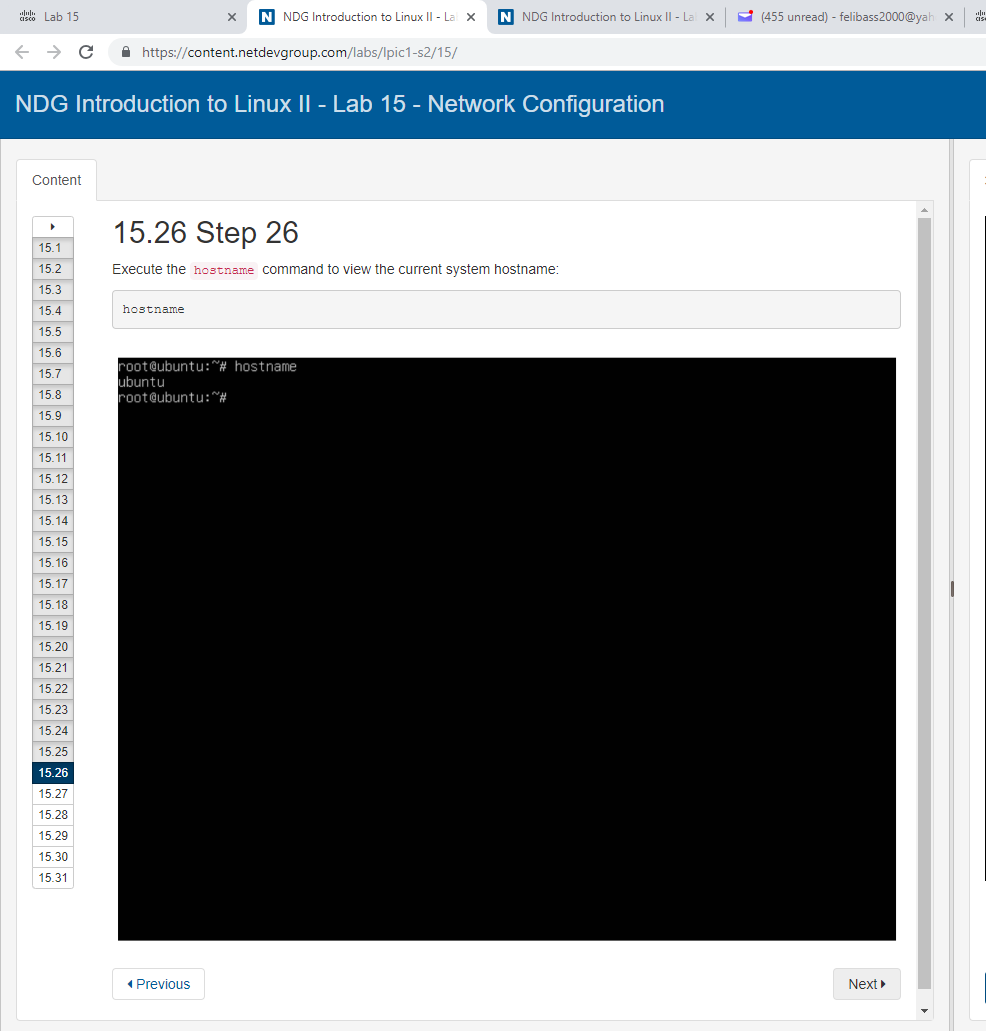 Lab 15
NDG Introduction to Linux II - La
NDG Introduction to Linux II - La
(455 unread) - felibass2000@yah
https://content.netdevgroup.com/labs/lpic1-s2/15/
NDG Introduction to Linux II - Lab 15 - Network Configuration
Content
15.1
15.2
15.3
15.4
15.5
15.6
15.7
15.8
15.9
15.10
15.11
15.12
15.13
15.14
15.15
15.16
15.17
15.18
15.19
15.20
15.21
15.22
15.23
15.24
15.25
15.26
15.27
15.28
15.29
15.30
15.31
15.26 Step 26
Execute the hostname command to view the current system hostname:
hostname
root@ubuntu:~# hostname
ubuntu
root@ubuntu:~#
Previous
Next